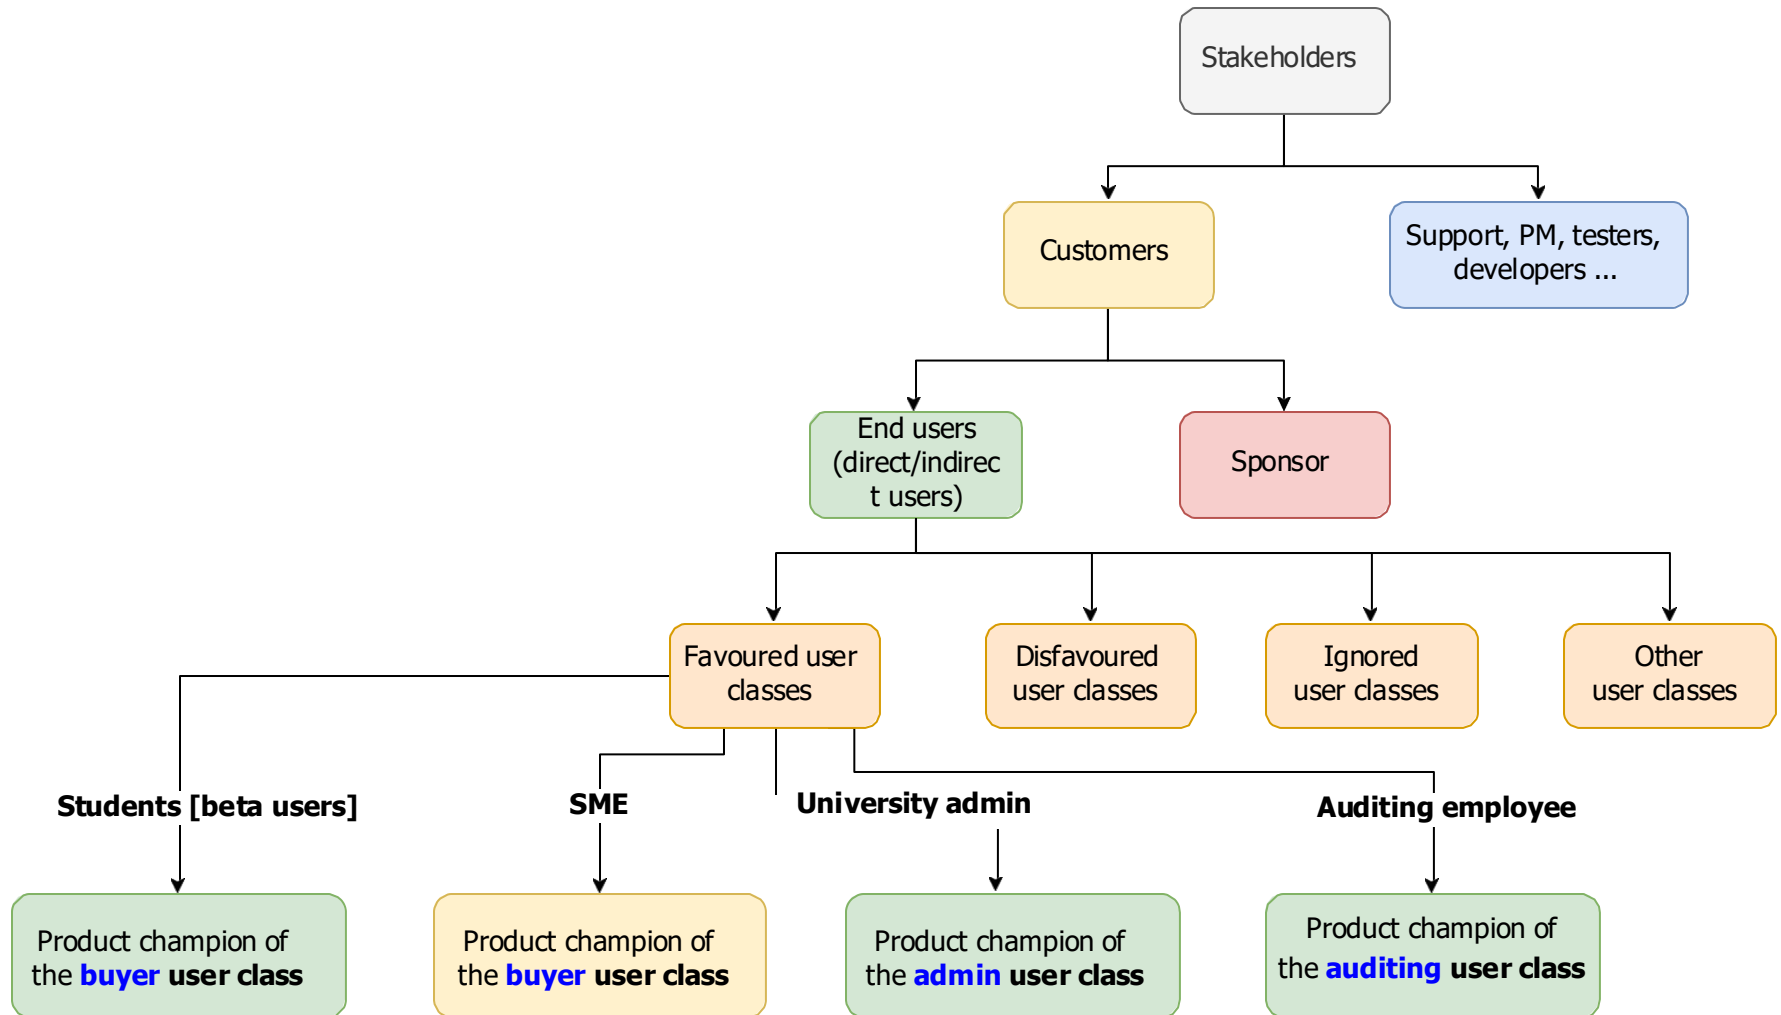 Stakeholders
Customers
Support, PM, testers,
developers ...
End users
(direct/indirec
t users)
Sponsor
Favoured user
classes
Disfavoured
user classes
Ignored
user classes
Other
user classes
Students [beta users]
SME
University admin
Auditing employee
Product champion of
the buyer user class
Product champion of
the buyer user class
Product champion of
the admin user class
Product champion of
the auditing user class